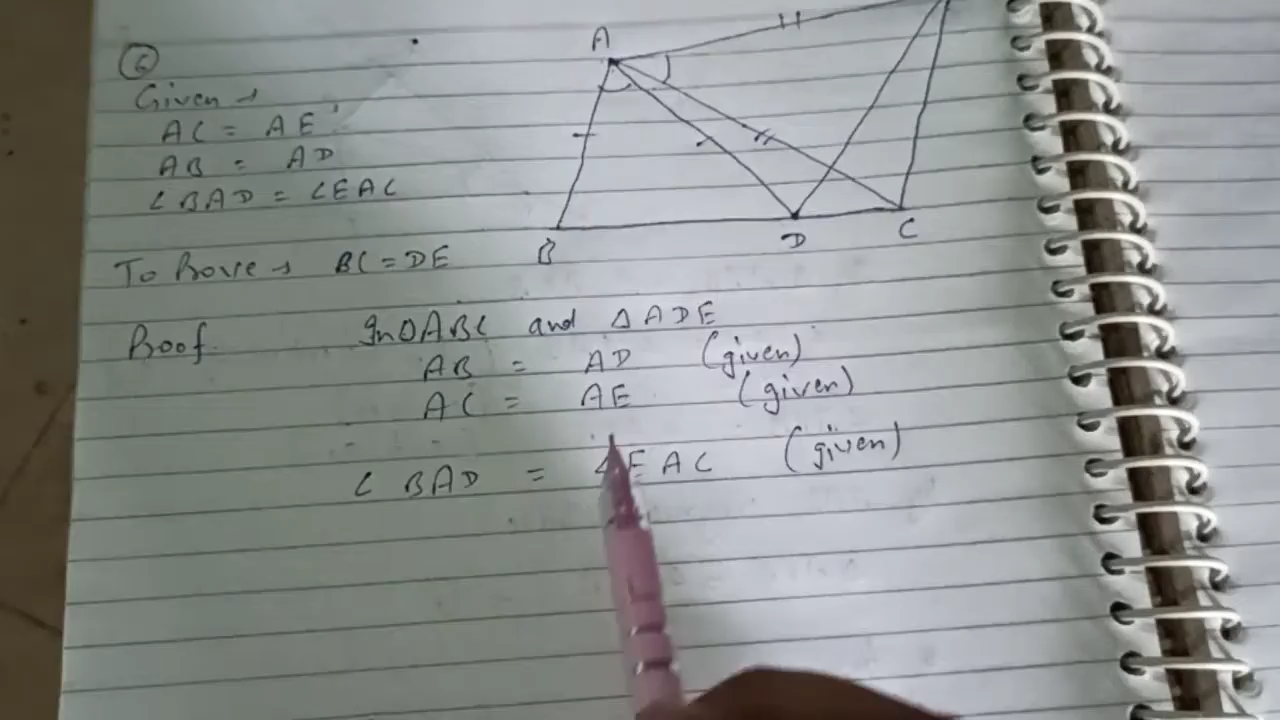 6
Given →
AC = AE
AB = AD
∠BAD = ∠EAC
To Prove → BC = DE
A
B
D
C
Proof In ΔABC and ΔADE
AB = AD (given)
AC = AE (given)
∠BAD = ∠EAC (given)